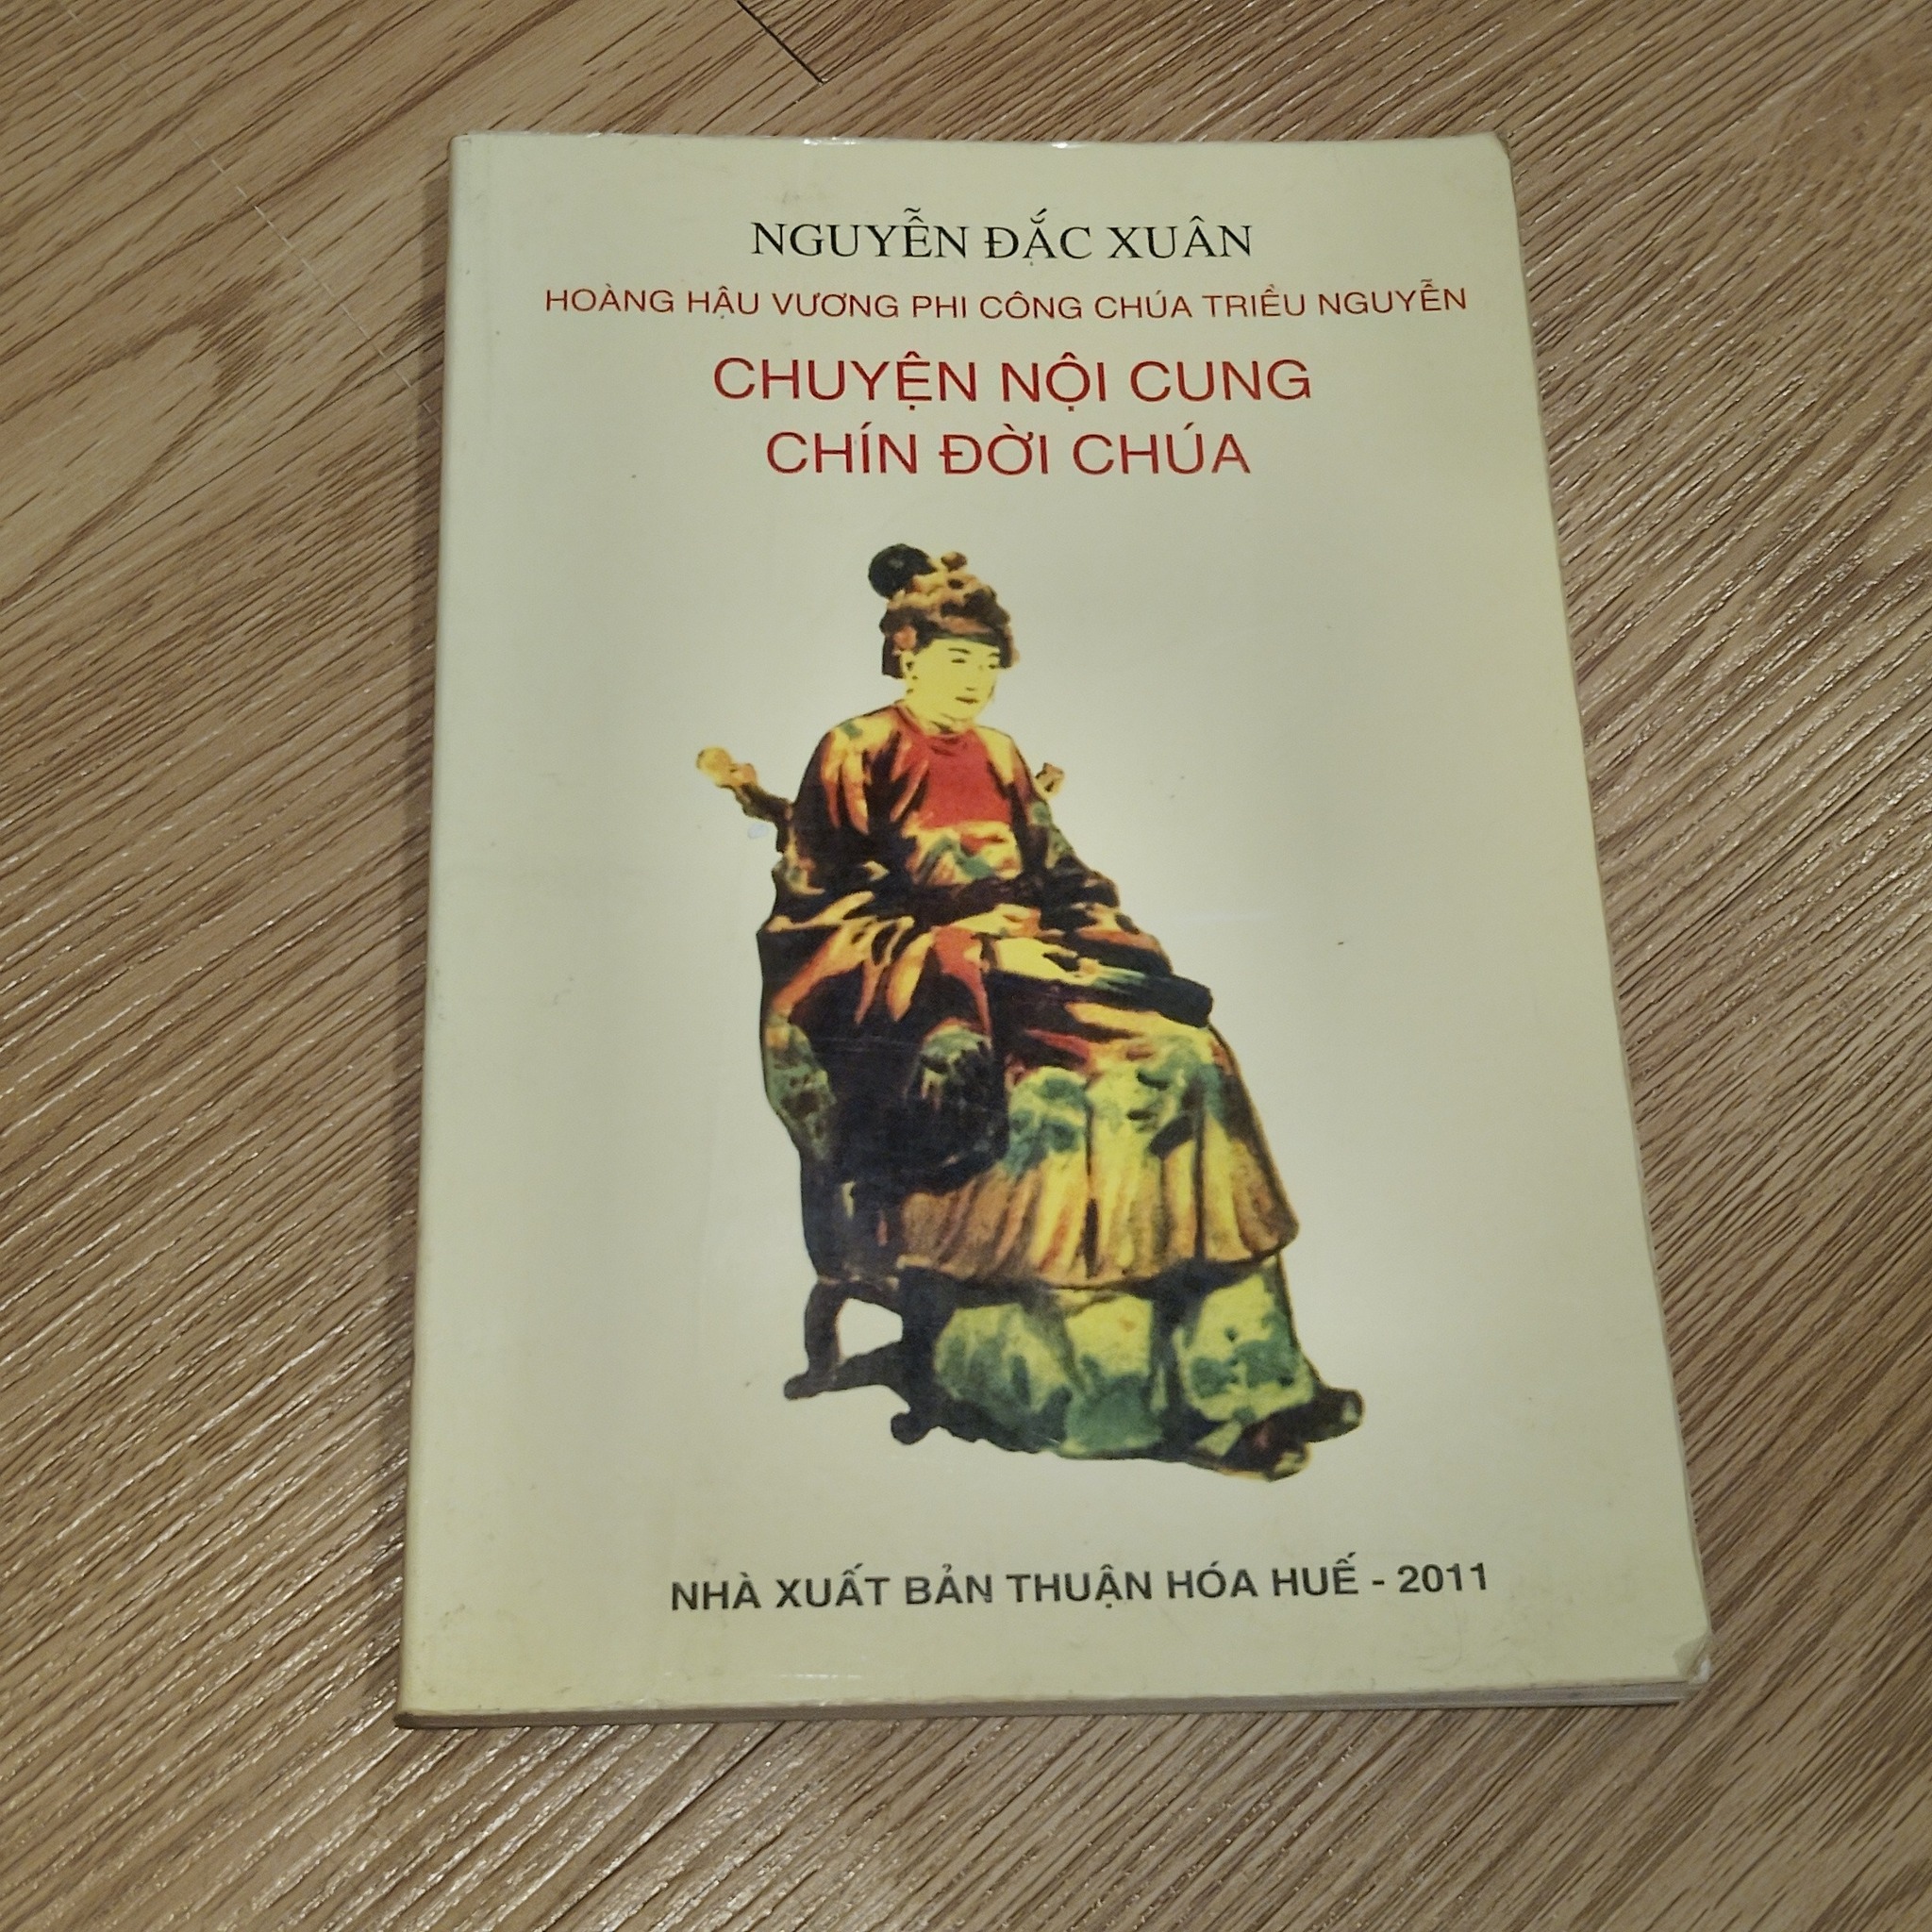 NGUYỄN ĐẮC XUÂN
HOÀNG HẬU VƯƠNG PHI CÔNG CHÚA TRIỀU NGUYỄN
CHUYỆN NỘI CUNG
CHÍN ĐỜI CHÚA
NHÀ XUẤT BẢN THUẬN HÓA HUẾ - 2011